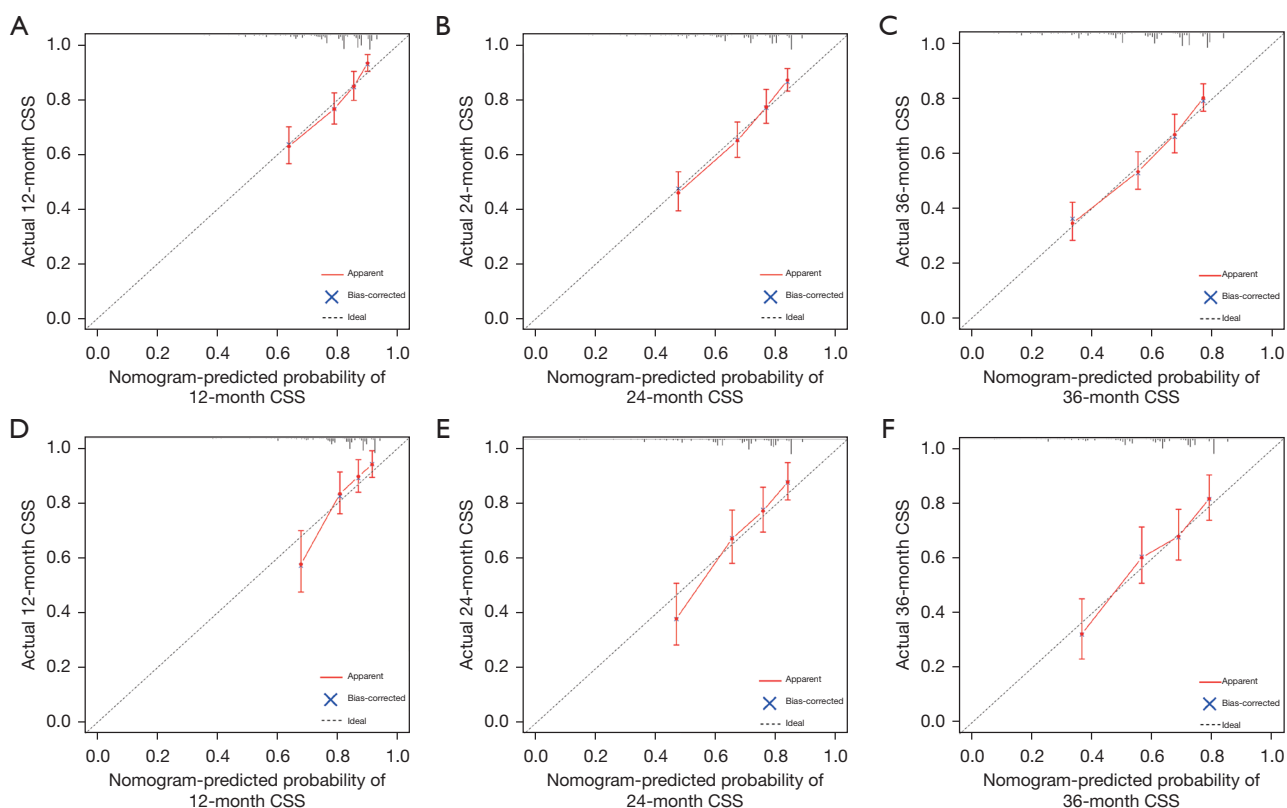 A
1.0
0.8
0.6
0.4
0.2
0.0
Actual 12-month CSS
Apparent
Bias-corrected
Ideal
0.0 0.2 0.4 0.6 0.8 1.0
Nomogram-predicted probability of
12-month CSS
B
1.0
0.8
0.6
0.4
0.2
0.0
Actual 24-month CSS
Apparent
Bias-corrected
Ideal
0.0 0.2 0.4 0.6 0.8 1.0
Nomogram-predicted probability of
24-month CSS
C
1.0
0.8
0.6
0.4
0.2
0.0
Actual 36-month CSS
Apparent
Bias-corrected
Ideal
0.0 0.2 0.4 0.6 0.8 1.0
Nomogram-predicted probability of
36-month CSS
D
1.0
0.8
0.6
0.4
0.2
0.0
Actual 12-month CSS
Apparent
Bias-corrected
Ideal
0.0 0.2 0.4 0.6 0.8 1.0
Nomogram-predicted probability of
12-month CSS
E
1.0
0.8
0.6
0.4
0.2
0.0
Actual 24-month CSS
Apparent
Bias-corrected
Ideal
0.0 0.2 0.4 0.6 0.8 1.0
Nomogram-predicted probability of
24-month CSS
F
1.0
0.8
0.6
0.4
0.2
0.0
Actual 36-month CSS
Apparent
Bias-corrected
Ideal
0.0 0.2 0.4 0.6 0.8 1.0
Nomogram-predicted probability of
36-month CSS